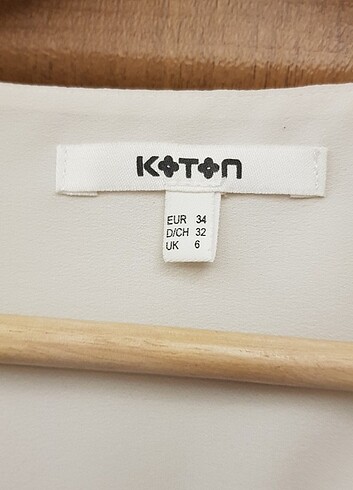 KOTON
EUR 34
D/CH 32
UK 6